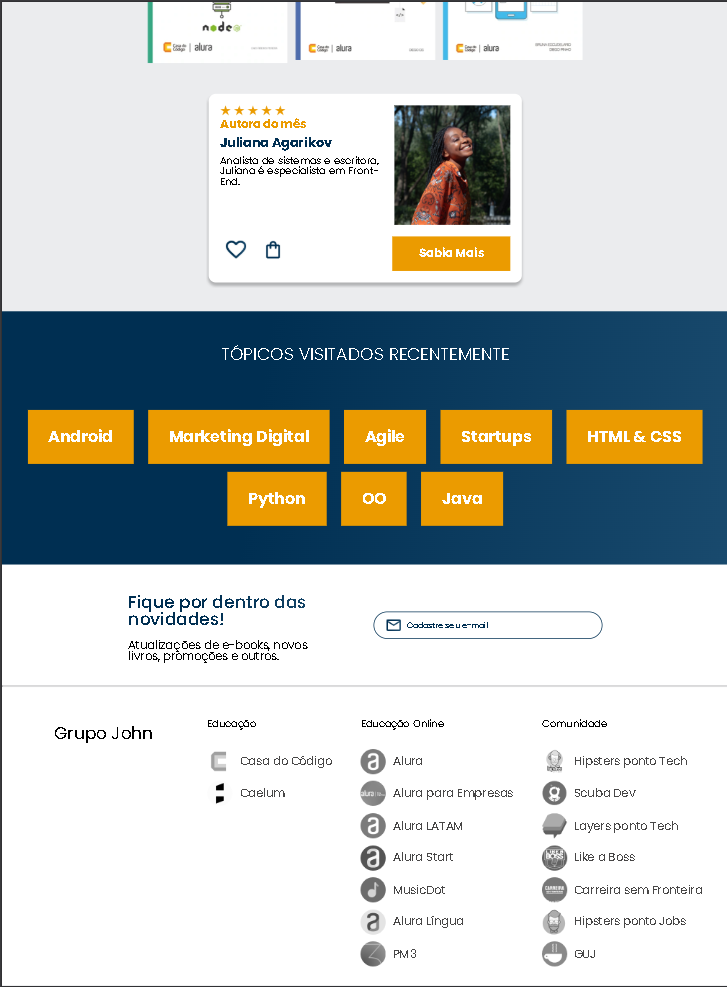 node
Casa do Código | alura
Casa do Código | alura
Casa do Código | alura
Autora do mês
Juliana Agarikov
Analista de sistemas e escritora,
Juliana é especialista em Front-
End.
Sabia Mais
TÓPICOS VISITADOS RECENTEMENTE
Android
Marketing Digital
Agile
Startups
HTML & CSS
Python
OO
Java
Fique por dentro das
novidades!
Atualizações de e-books, novos
livros, promoções e outros.
Cadastre seu e-mail
Grupo John
Educação
Casa do Código
Caelum
Educação Online
Alura
Alura para Empresas
Alura LATAM
Alura Start
MusicDot
Alura Língua
PM3
Comunidade
Hipsters ponto Tech
Scuba Dev
Layers ponto Tech
Like a Boss
Carreira sem Fronteira
Hipsters ponto Jobs
GUJ